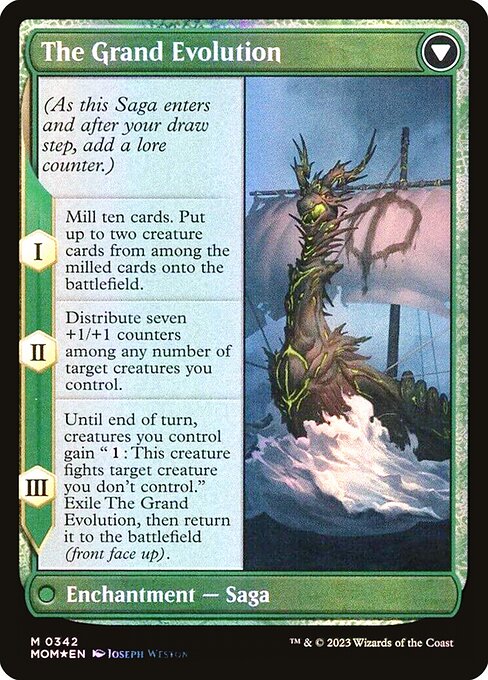 The Grand Evolution
(As this Saga enters
and after your draw
step, add a lore
counter.)
I
Mill ten cards. Put
up to two creature
cards from among the
milled cards onto the
battlefield.
II
Distribute seven
+1/+1 counters
among any number of
target creatures you
control.
III
Until end of turn,
creatures you control
gain “ 1 : This creature
fights target creature
you don't control.”
Exile The Grand
Evolution, then return
it to the battlefield
(front face up).
Enchantment — Saga
M 0342
MOM★EN Joseph Weston
™ & © 2023 Wizards of the Coast